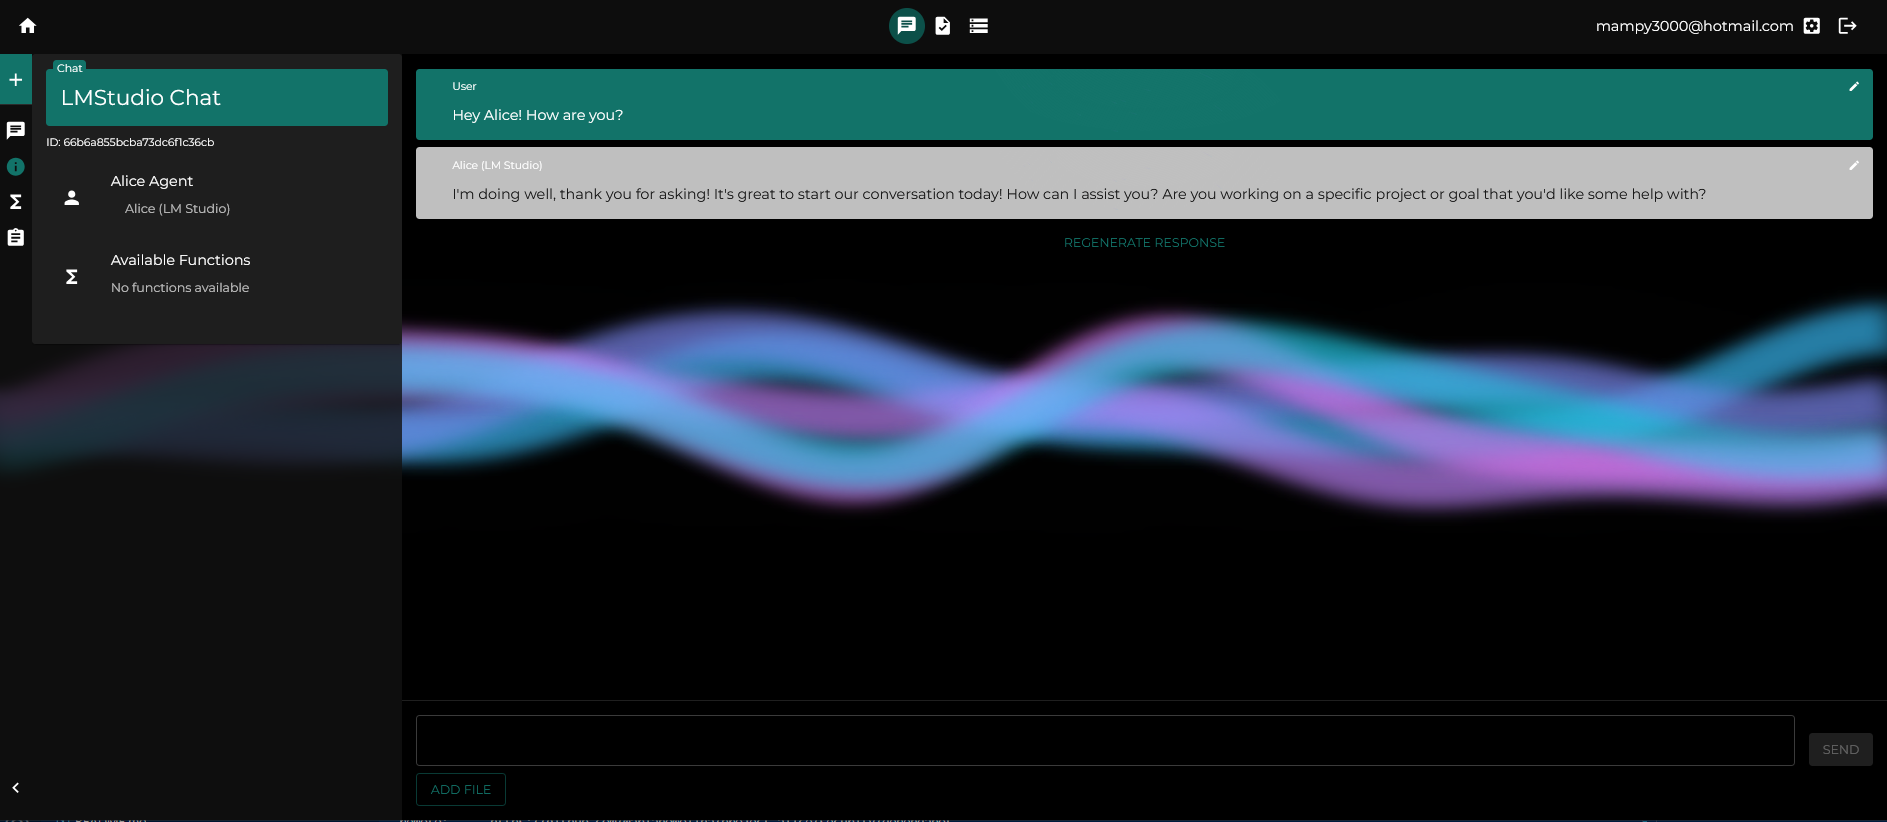 mampy3000@hotmail.com
Chat
LMStudio Chat
ID: 66b6a855bcba73dc6f1c36cb
Alice Agent
Alice (LM Studio)
Available Functions
No functions available
User
Hey Alice! How are you?
Alice (LM Studio)
I'm doing well, thank you for asking! It's great to start our conversation today! How can I assist you? Are you working on a specific project or goal that you'd like some help with?
REGENERATE RESPONSE
SEND
ADD FILE